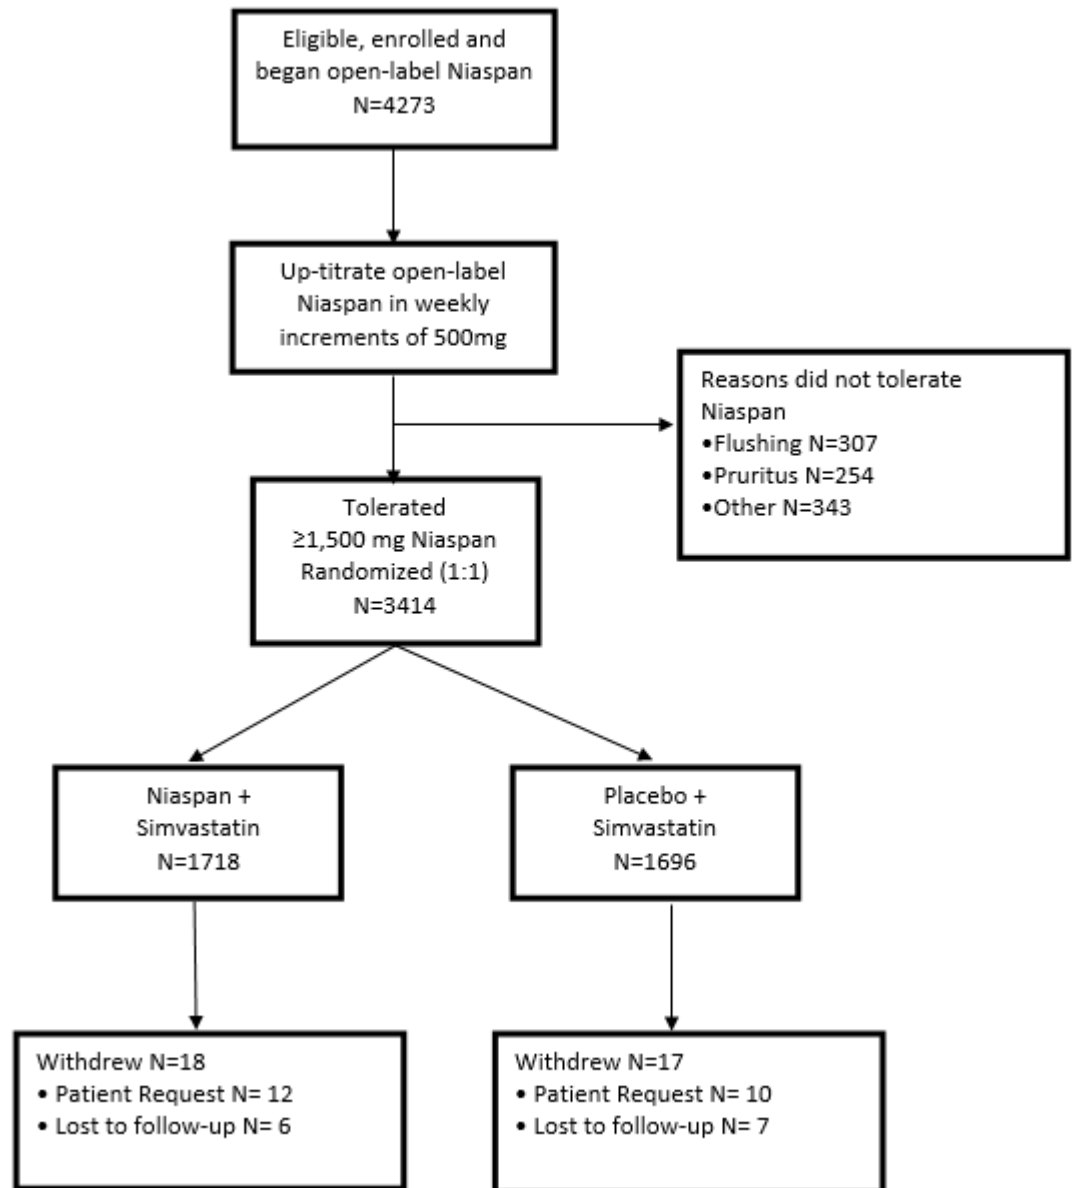 Eligible, enrolled and
began open-label Niaspan
N=4273
Up-titrate open-label
Niaspan in weekly
increments of 500mg
Reasons did not tolerate
Niaspan
•Flushing N=307
•Pruritus N=254
•Other N=343
Tolerated
≥1,500 mg Niaspan
Randomized (1:1)
N=3414
Niaspan +
Simvastatin
N=1718
Placebo +
Simvastatin
N=1696
Withdrew N=18
• Patient Request N= 12
• Lost to follow-up N= 6
Withdrew N=17
• Patient Request N= 10
• Lost to follow-up N= 7